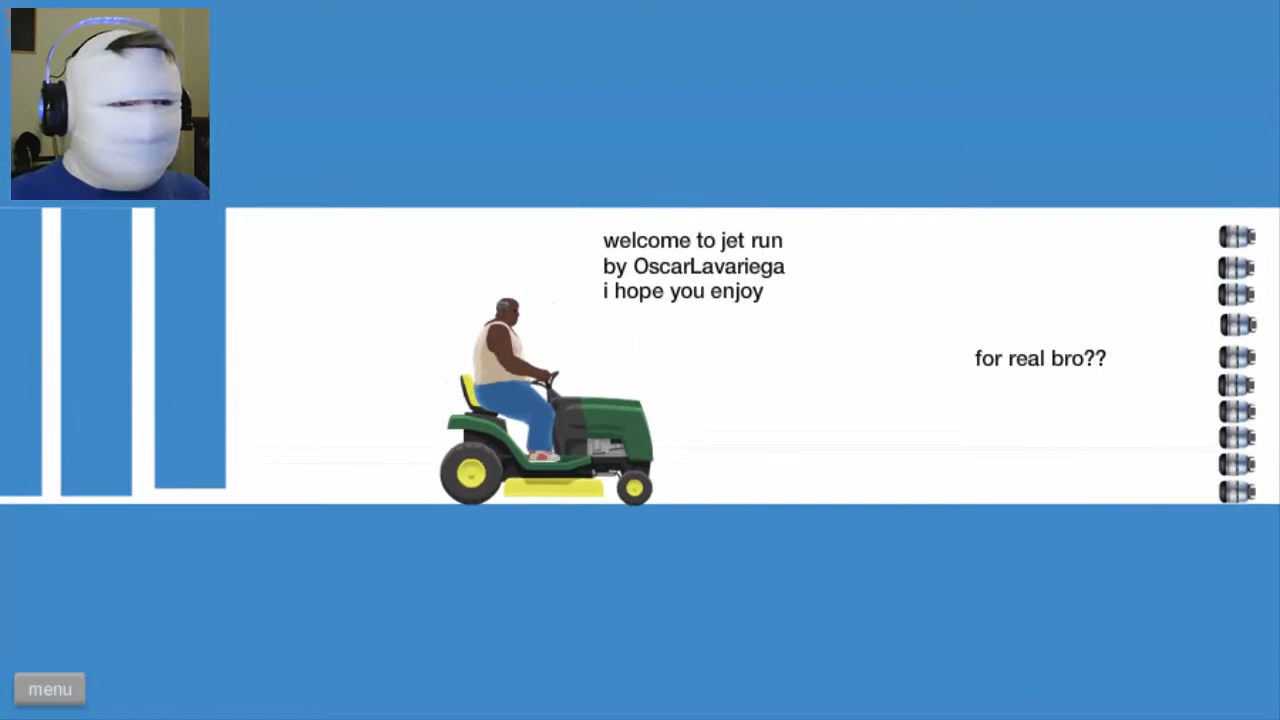 welcome to jet run
by OscarLavariega
i hope you enjoy
for real bro??
menu